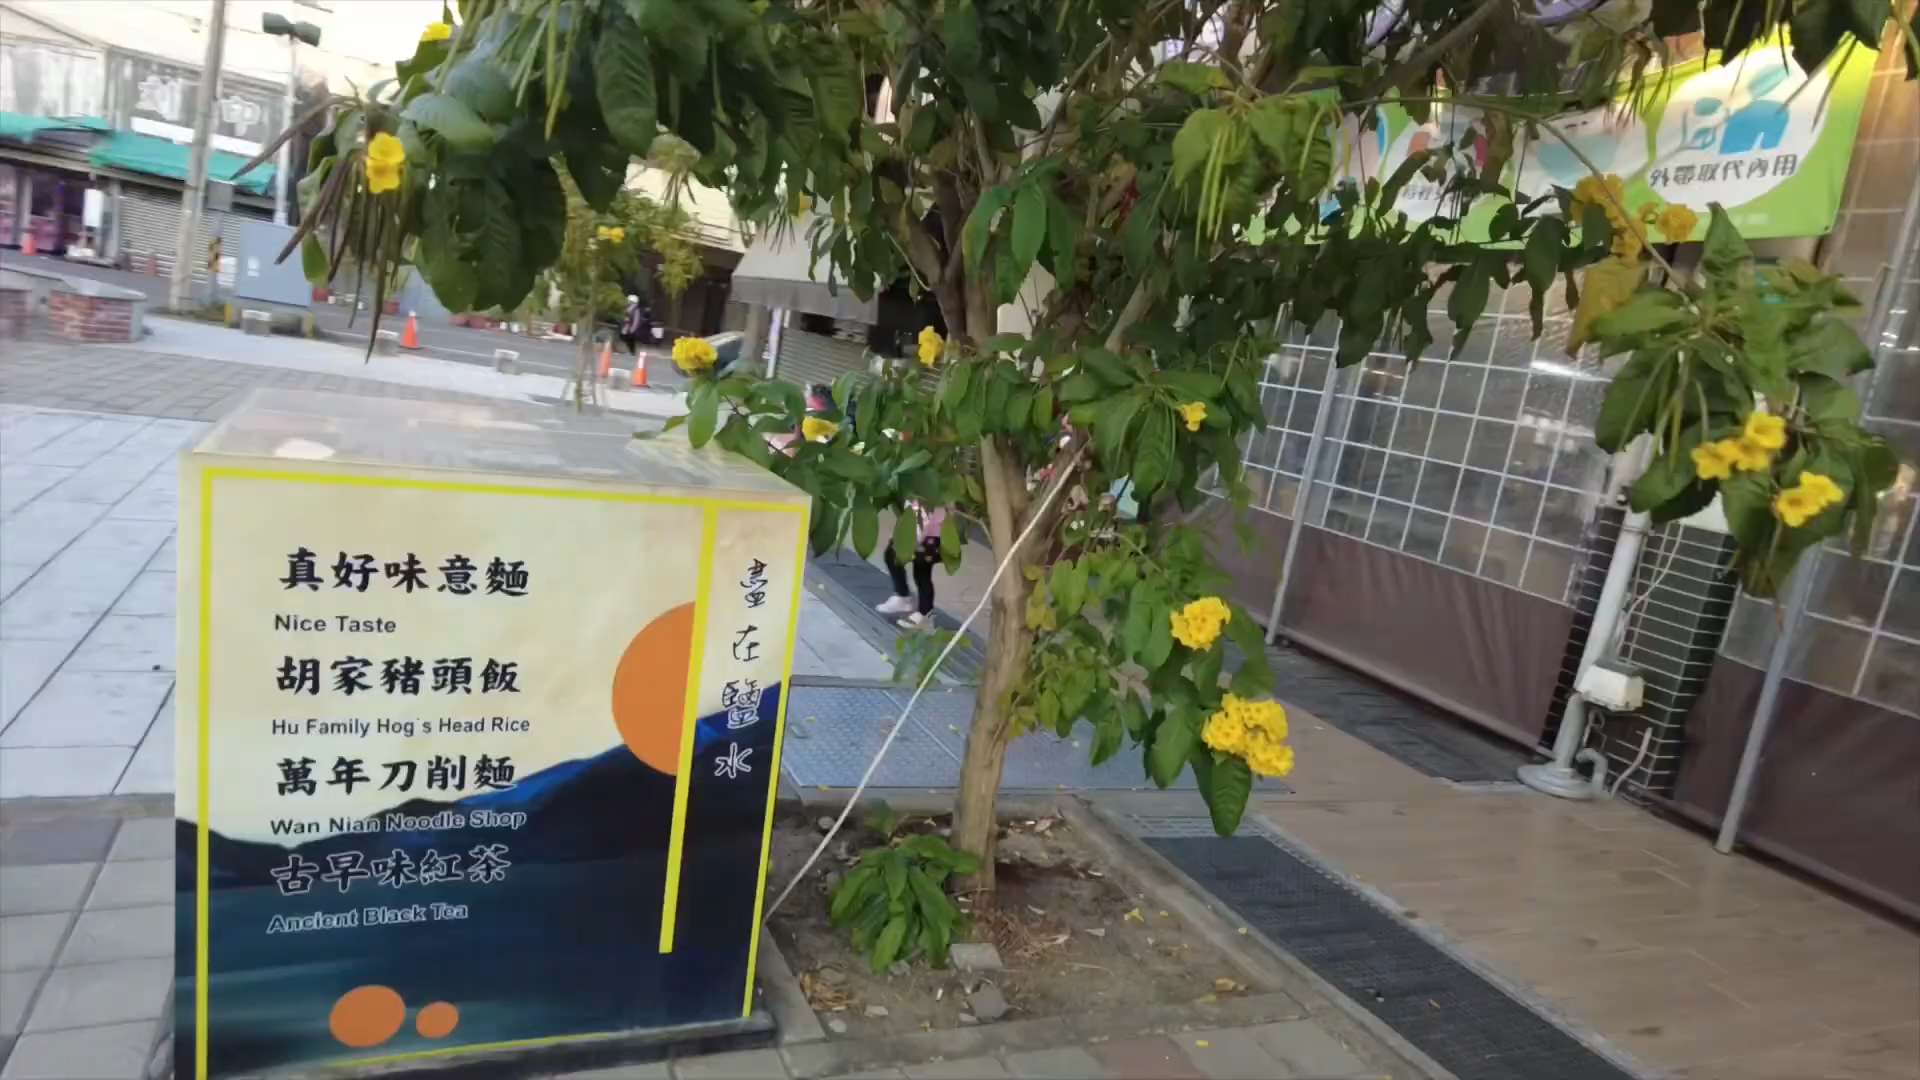 真好味意麵
Nice Taste
胡家豬頭飯
Hu Family Hog's Head Rice
萬年刀削麵
Wan Nian Noodle Shop
古早味紅茶
Ancient Black Tea
盡在鹽水
外帶取代內用